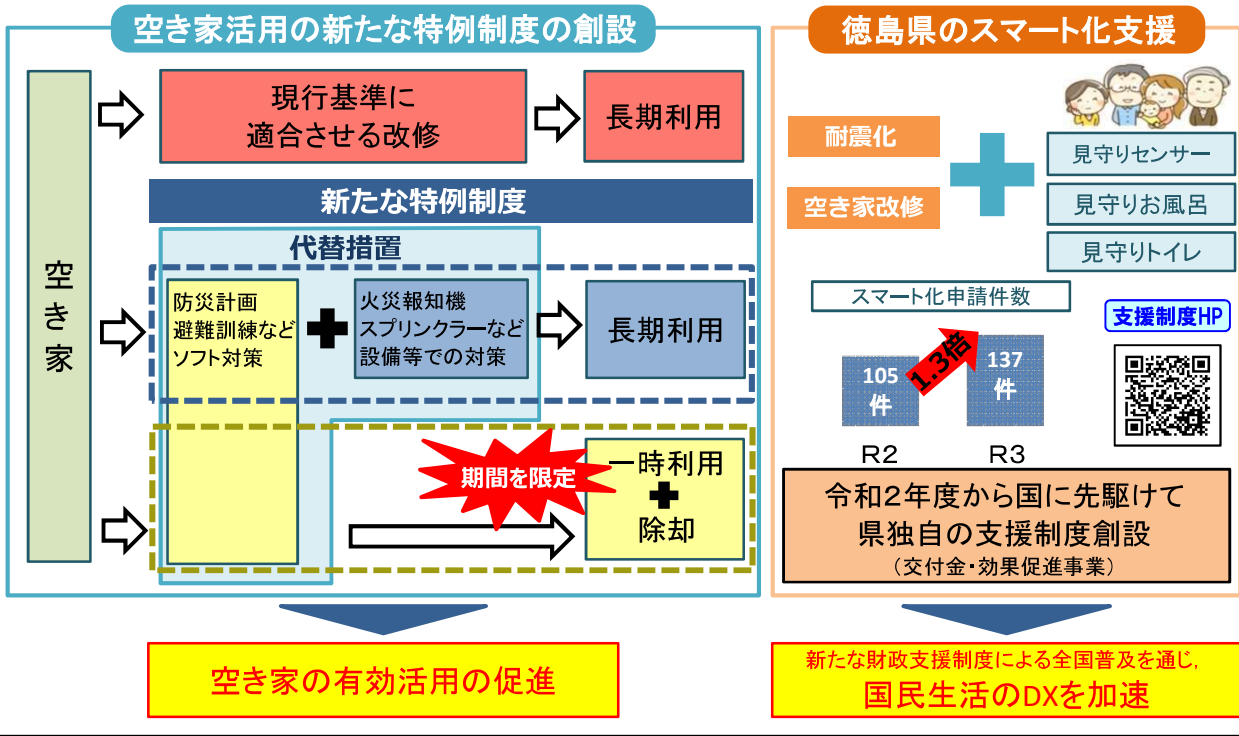 空き家活用の新たな特例制度の創設
空き家
現行基準に
適合させる改修
長期利用
新たな特例制度
代替措置
防災計画
避難訓練など
ソフト対策
火災報知機
スプリンクラーなど
設備等での対策
長期利用
期間を限定
一時利用
除却
空き家の有効活用の促進
徳島県のスマート化支援
耐震化
空き家改修
見守りセンサー
見守りお風呂
見守りトイレ
スマート化申請件数
支援制度HP
105
件
1.3倍
137
件
R2
R3
令和2年度から国に先駆けて
県独自の支援制度創設
(交付金・効果促進事業)
新たな財政支援制度による全国普及を通じ,
国民生活のDXを加速